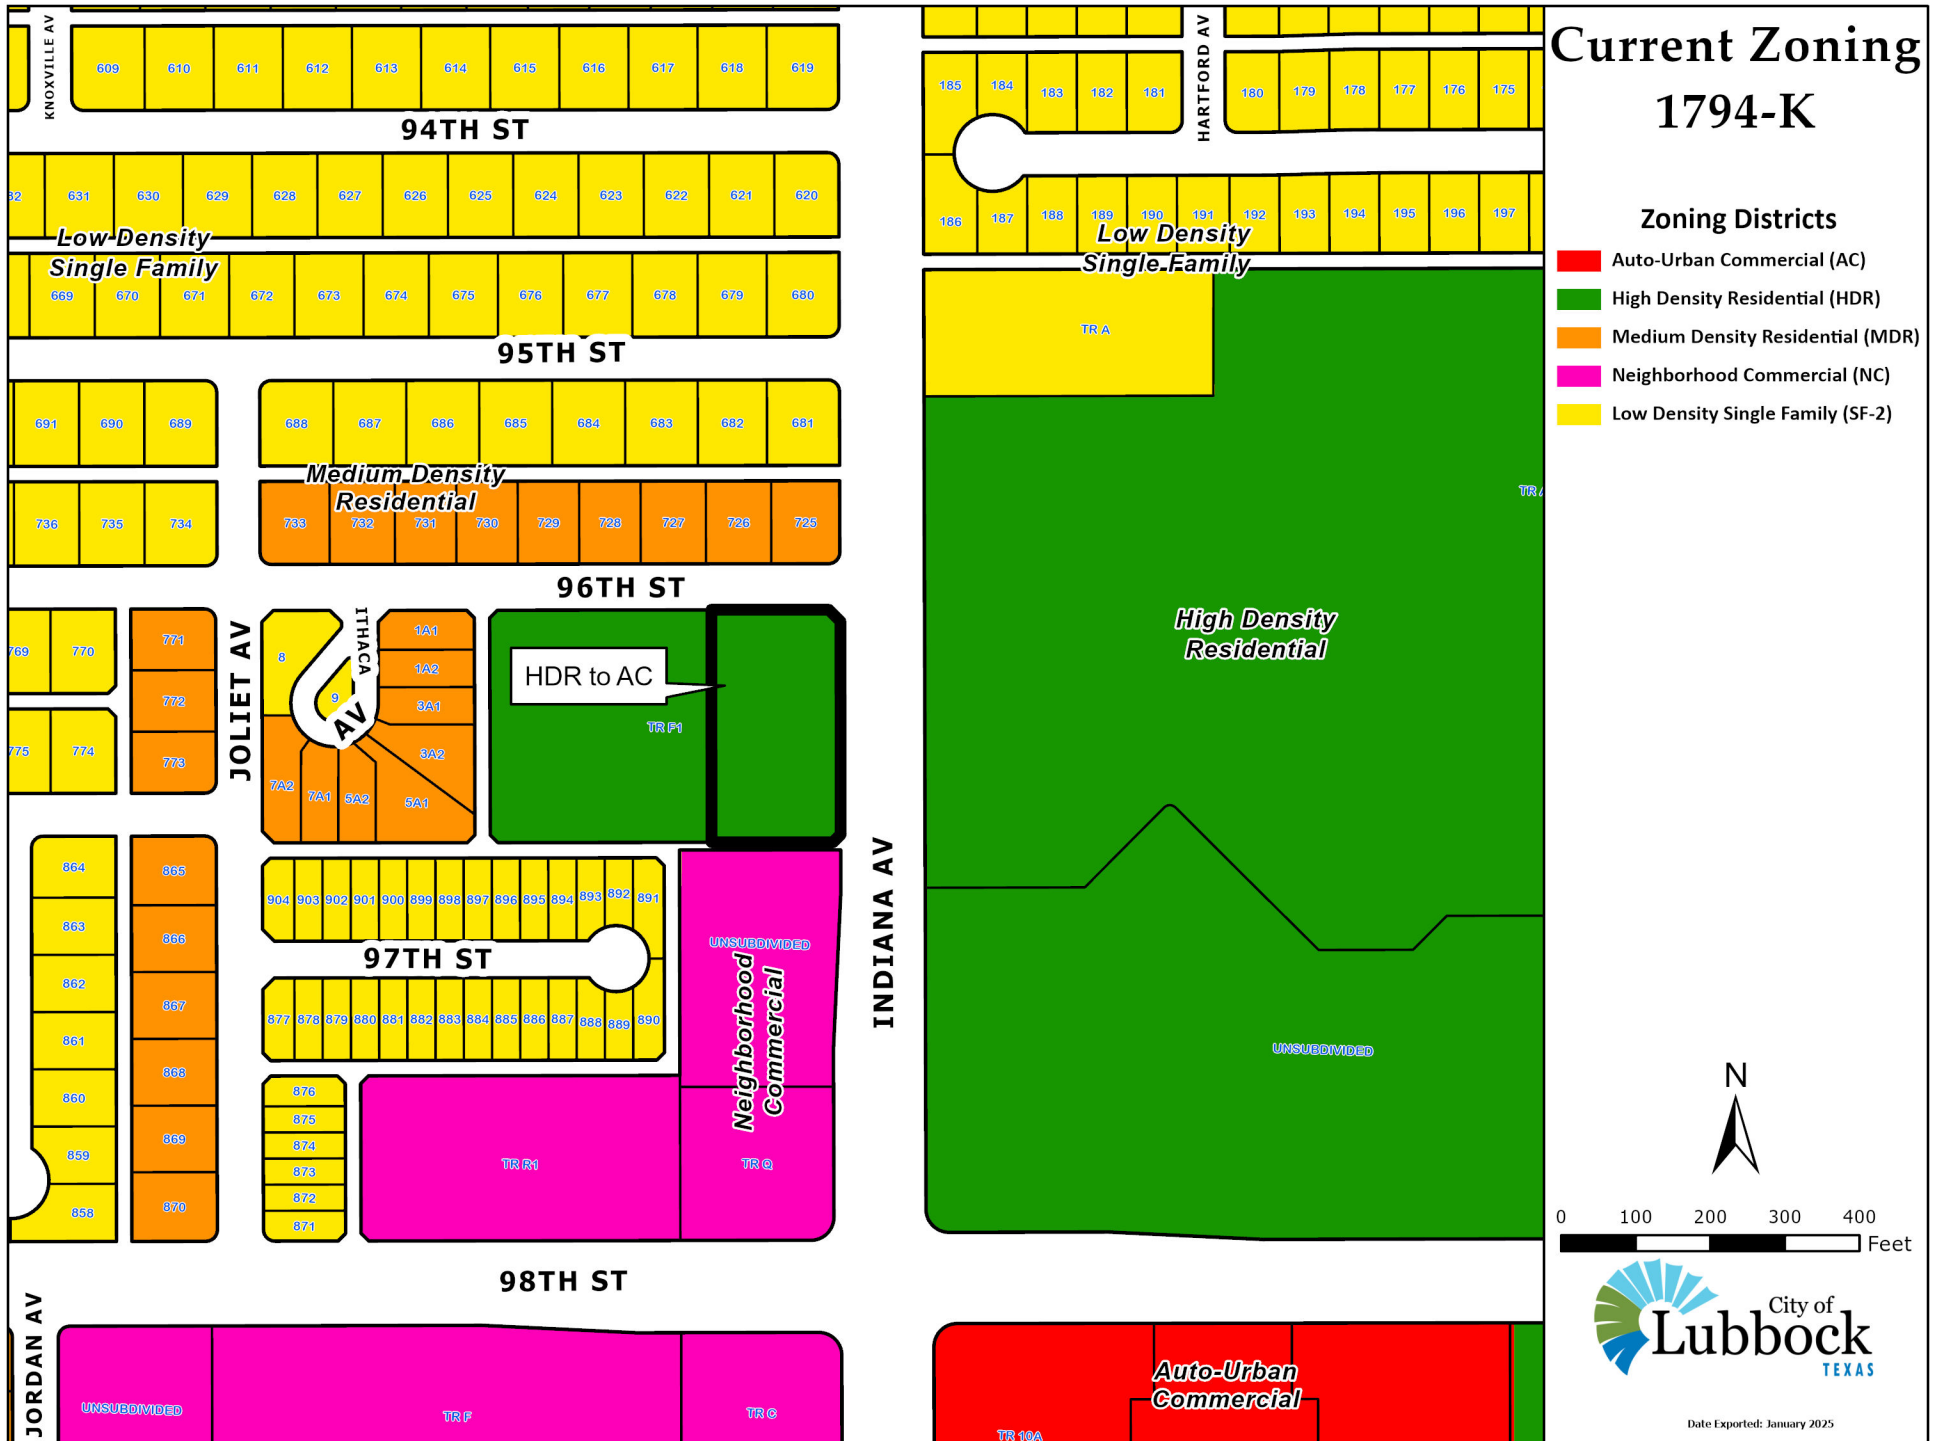 KNOXVILLE AV
609 610 611 612 613 614 615 616 617 618 619
94TH ST
631 630 629 628 627 626 625 624 623 622 621 620
Low Density
Single Family
669 670 671 672 673 674 675 676 677 678 679 680
95TH ST
691 690 689 688 687 686 685 684 683 682 681
Medium Density
Residential
736 735 734 733 732 731 730 729 728 727 726 725
96TH ST
770
774
771
772
773
JOLIET AV
8
9
ITHACA
AV
1A1
1A2
3A1
3A2
5A1
5A2
7A1
7A2
HDR to AC
TR F1
864
863
862
861
860
859
858
865
866
867
868
869
870
904 903 902 901 900 899 898 897 896 895 894 893 892 891
97TH ST
877 878 879 880 881 882 883 884 885 886 887 888 889 890
876
875
874
873
872
871
TR R1
TR Q
UNSUBDIVIDED
Neighborhood
Commercial
98TH ST
JORDAN AV
UNSUBDIVIDED
TR F
TR C
INDIANA AV
185 184 183 182 181
HARTFORD AV
180 179 178 177 176 175
186 187 188 189 190 191 192 193 194 195 196 197
Low Density
Single Family
TR A
TR
High Density
Residential
UNSUBDIVIDED
Auto-Urban
Commercial
TR 10A
Current Zoning
1794-K
Zoning Districts
Auto-Urban Commercial (AC)
High Density Residential (HDR)
Medium Density Residential (MDR)
Neighborhood Commercial (NC)
Low Density Single Family (SF-2)
N
0 100 200 300 400
Feet
City of
Lubbock
TEXAS
Date Exported: January 2025